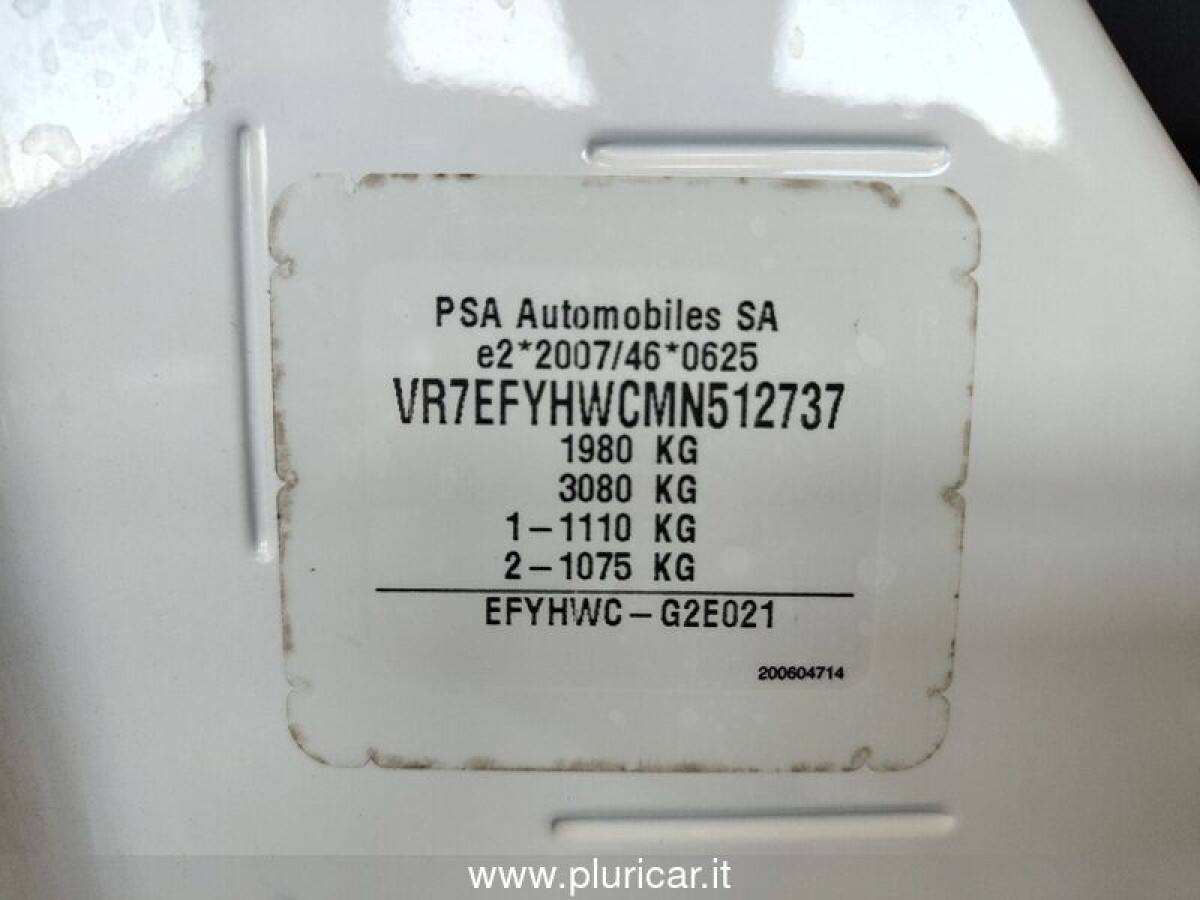 PSA Automobiles SA
e2*2007/46*0625
VR7EFYHWCMN512737
1980 KG
3080 KG
1-1110 KG
2-1075 KG
EFYHWC-G2E021
200604714
www.pluricar.it